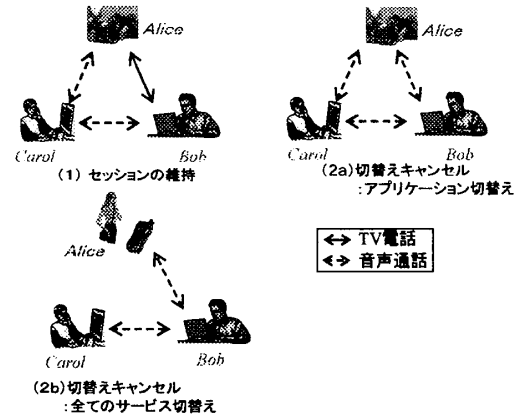 Alice
Carol
Bob
(1) セッションの維持
Alice
Carol
Bob
(2a)切替えキャンセル
:アプリケーション切替え
Alice
Carol
Bob
(2b)切替えキャンセル
:全てのサービス切替え
TV電話
音声通話